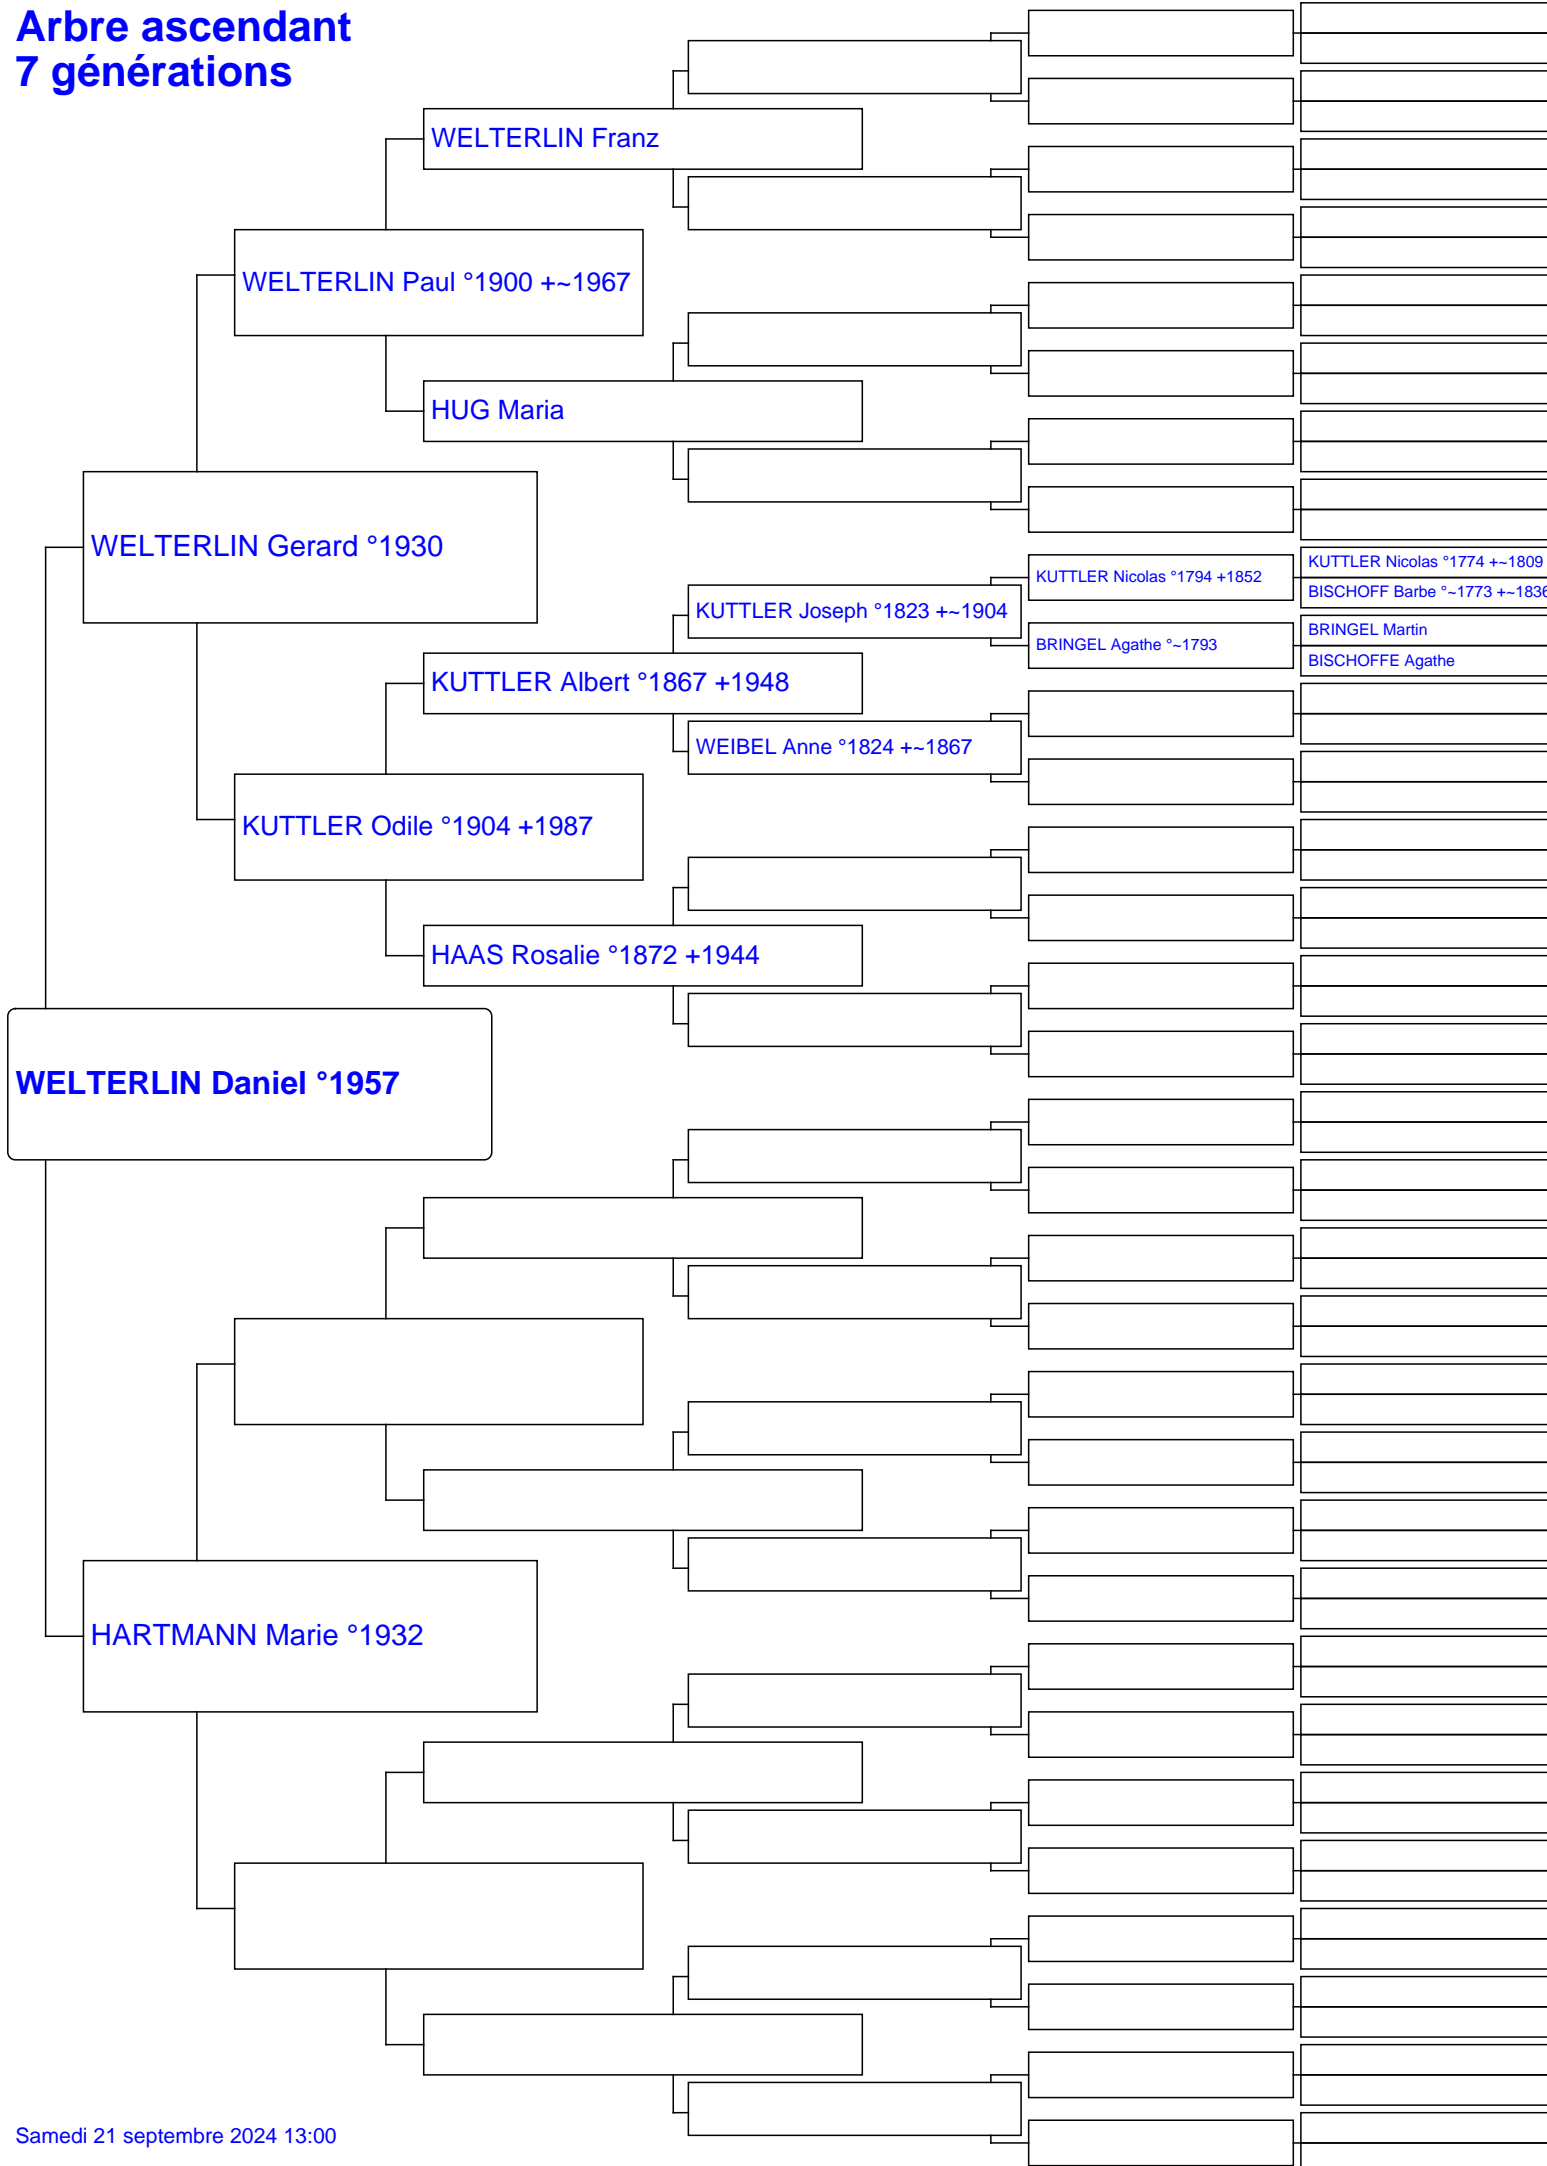 Arbre ascendant
7 générations
WELTERLIN Franz
WELTERLIN Paul °1900 +~1967
HUG Maria
WELTERLIN Gerard °1930
KUTTLER Nicolas °1774 +~1809
KUTTLER Nicolas °1794 +1852
BISCHOFF Barbe °~1773 +~1836
KUTTLER Joseph °1823 +~1904
BRINGEL Martin
BRINGEL Agathe °~1793
BISCHOFFE Agathe
KUTTLER Albert °1867 +1948
WEIBEL Anne °1824 +~1867
KUTTLER Odile °1904 +1987
HAAS Rosalie °1872 +1944
WELTERLIN Daniel °1957
HARTMANN Marie °1932
Samedi 21 septembre 2024 13:00